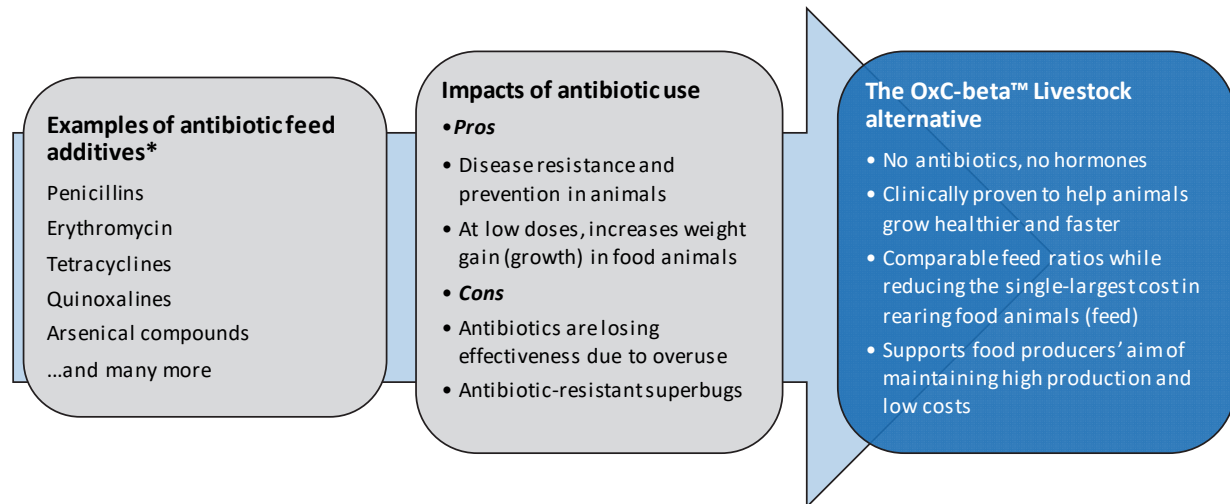 Examples of antibiotic feed
additives*
Penicillins
Erythromycin
Tetracyclines
Quinoxalines
Arsenical compounds
...and many more
Impacts of antibiotic use
• Pros
• Disease resistance and
prevention in animals
• At low doses, increases weight
gain (growth) in food animals
• Cons
• Antibiotics are losing
effectiveness due to overuse
• Antibiotic-resistant superbugs
The OxC-beta™ Livestock
alternative
• No antibiotics, no hormones
• Clinically proven to help animals
grow healthier and faster
• Comparable feed ratios while
reducing the single-largest cost in
rearing food animals (feed)
• Supports food producers’ aim of
maintaining high production and
low costs